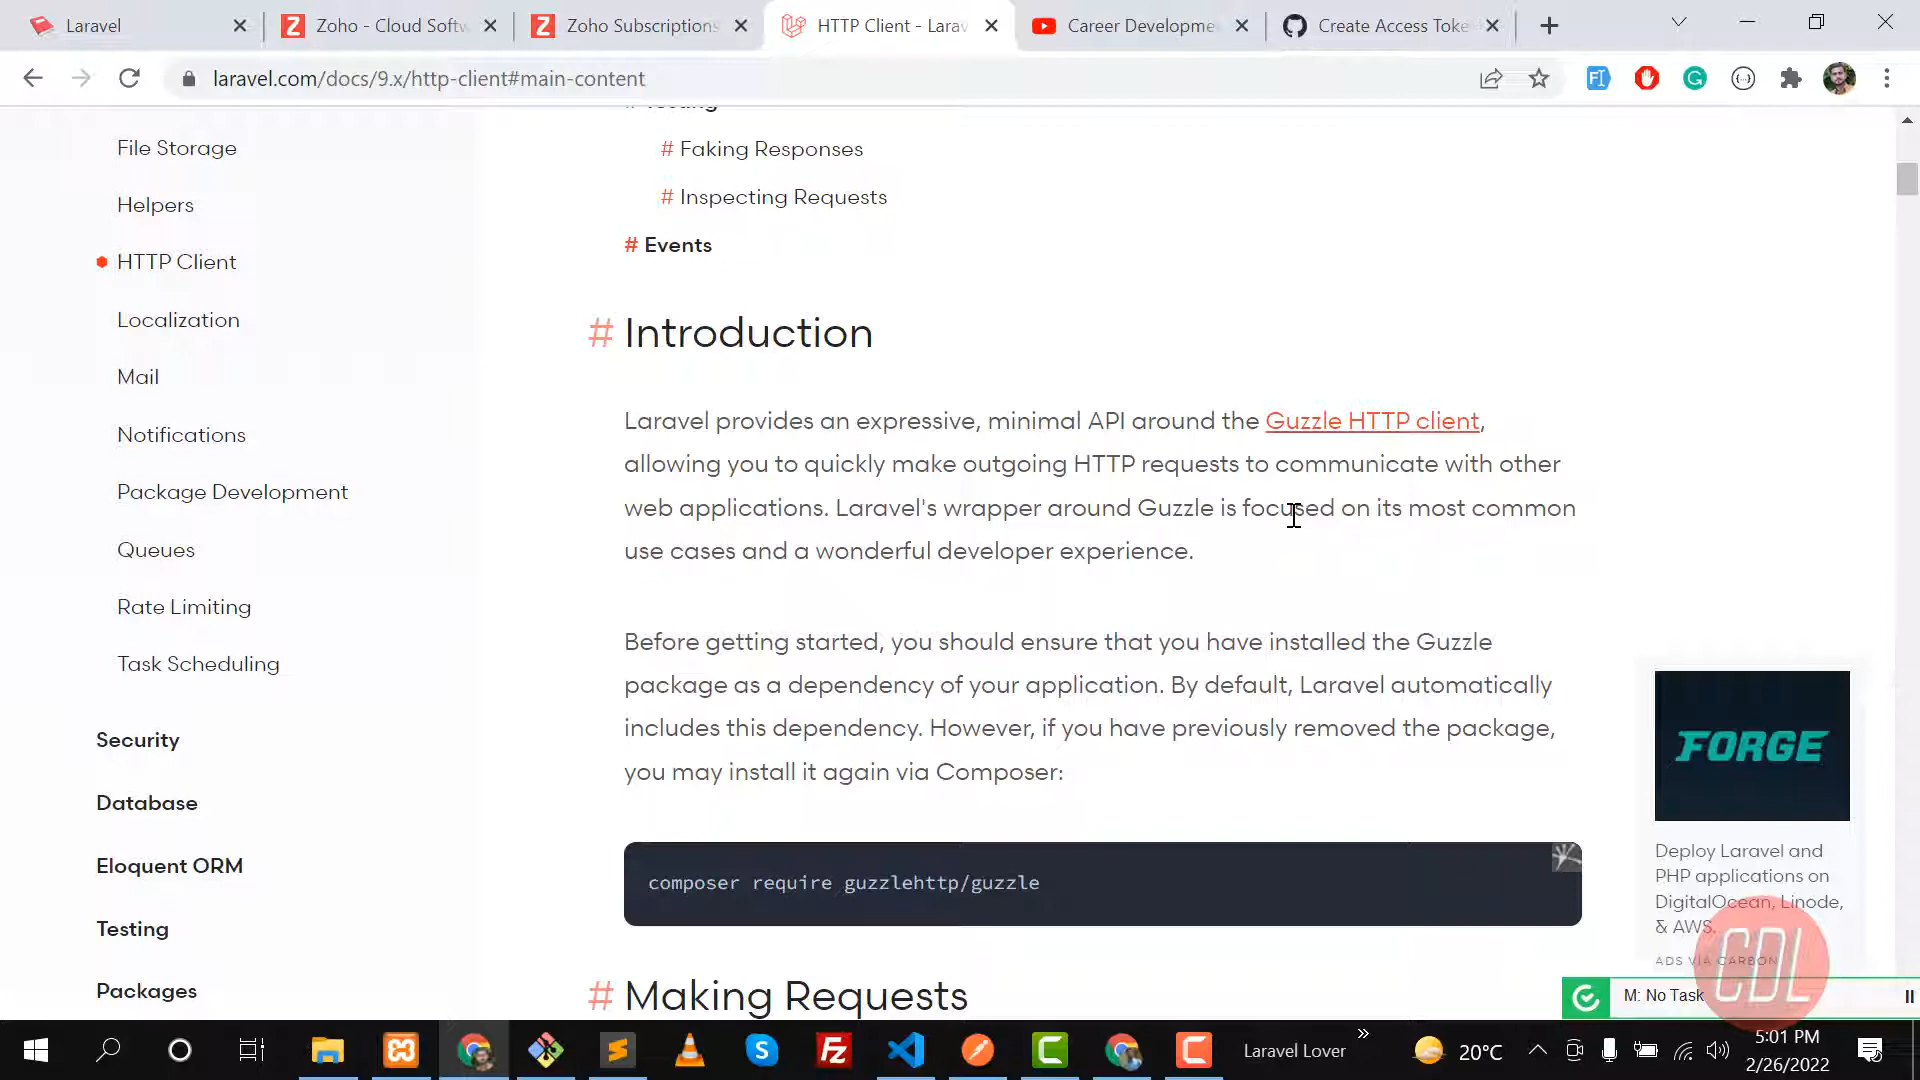 Laravel
Zoho - Cloud Softw
Zoho Subscriptions
HTTP Client - Larav
Career Developme
Create Access Toke
laravel.com/docs/9.x/http-client#main-content
File Storage
Helpers
HTTP Client
Localization
Mail
Notifications
Package Development
Queues
Rate Limiting
Task Scheduling
Security
Database
Eloquent ORM
Testing
Packages
# Testing
# Faking Responses
# Inspecting Requests
# Events
# Introduction
Laravel provides an expressive, minimal API around the Guzzle HTTP client,
allowing you to quickly make outgoing HTTP requests to communicate with other
web applications. Laravel's wrapper around Guzzle is focused on its most common
use cases and a wonderful developer experience.
Before getting started, you should ensure that you have installed the Guzzle
package as a dependency of your application. By default, Laravel automatically
includes this dependency. However, if you have previously removed the package,
you may install it again via Composer:
composer require guzzlehttp/guzzle
# Making Requests
FORGE
Deploy Laravel and
PHP applications on
DigitalOcean, Linode,
& AWS.
ADS VIA CARBON
CDL
M: No Task
Laravel Lover
20°C
5:01 PM
2/26/2022